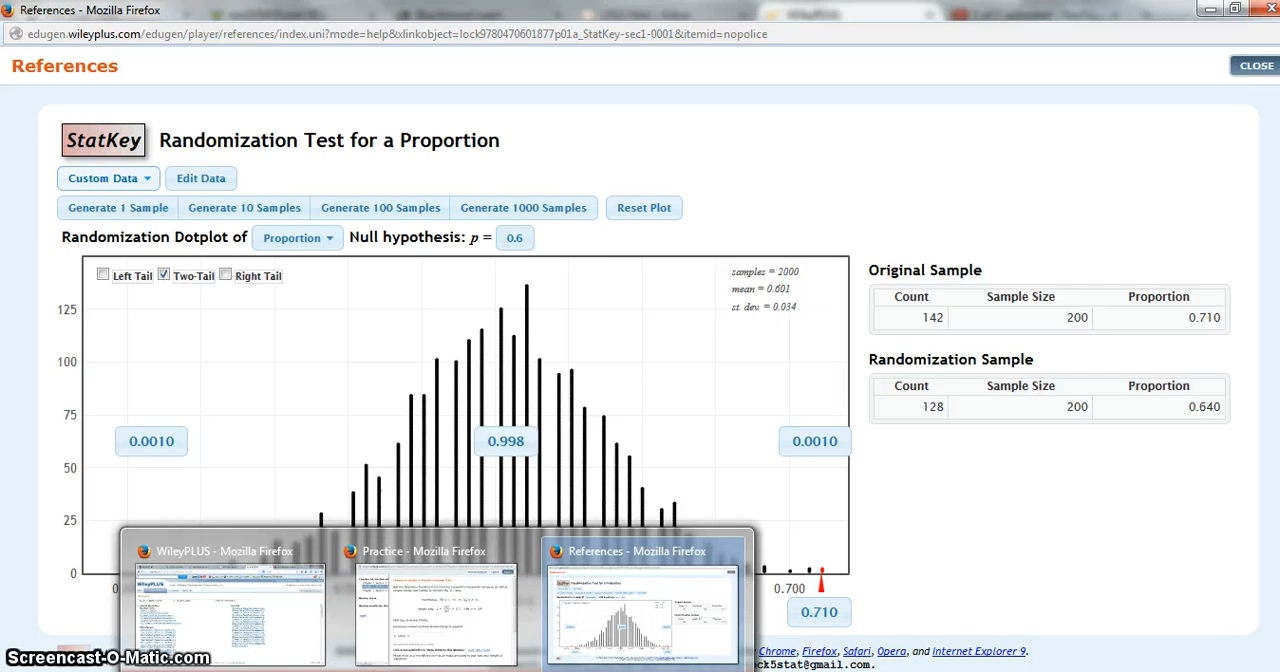 References - Mozilla Firefox
edugen.wileyplus.com/edugen/player/references/index.uni?mode=help&xlinkobject=lock9780470601877p01a_StatKey-sec1-0001&itemid=nopolice
References
CLOSE
StatKey Randomization Test for a Proportion
Custom Data Edit Data
Generate 1 Sample Generate 10 Samples Generate 100 Samples Generate 1000 Samples Reset Plot
Randomization Dotplot of Proportion Null hypothesis: p = 0.6
Left Tail Two-Tail Right Tail
samples = 2000
mean = 0.601
st. dev. = 0.034
125
100
75
50
25
0
0.0010 0.998 0.0010
0.700
0.710
Original Sample
Count Sample Size Proportion
142 200 0.710
Randomization Sample
Count Sample Size Proportion
128 200 0.640
WileyPLUS - Mozilla Firefox Practice - Mozilla Firefox References - Mozilla Firefox
Chrome, Firefox, Safari, Opera, and Internet Explorer 9.
ck5stat@gmail.com.
Screencast-O-Matic.com